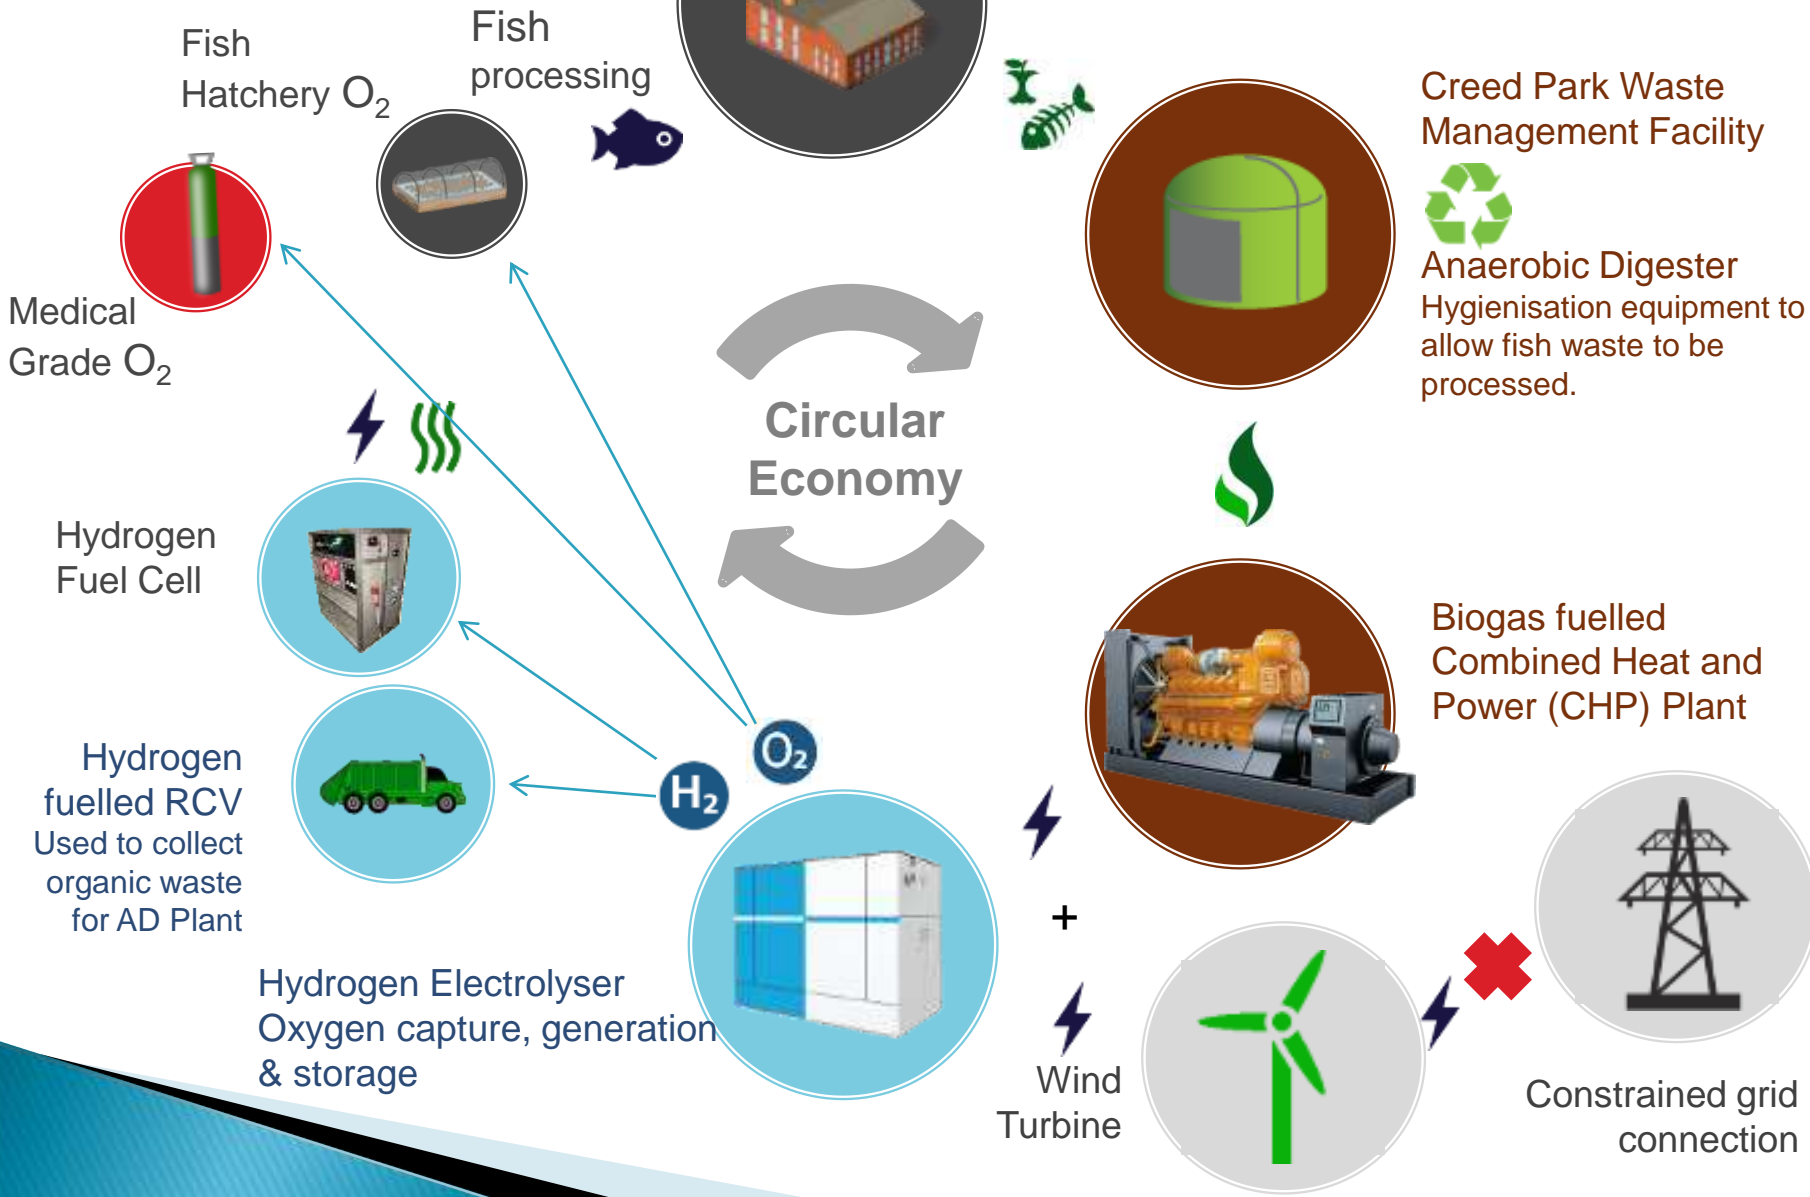 Fish
Hatchery O₂
Fish
processing
Creed Park Waste
Management Facility
Anaerobic Digester
Hygienisation equipment to
allow fish waste to be
processed.
Medical
Grade O₂
Circular
Economy
Hydrogen
Fuel Cell
Biogas fuelled
Combined Heat and
Power (CHP) Plant
Hydrogen
fuelled RCV
Used to collect
organic waste
for AD Plant
O₂
H₂
+
Hydrogen Electrolyser
Oxygen capture, generation
& storage
Wind
Turbine
Constrained grid
connection